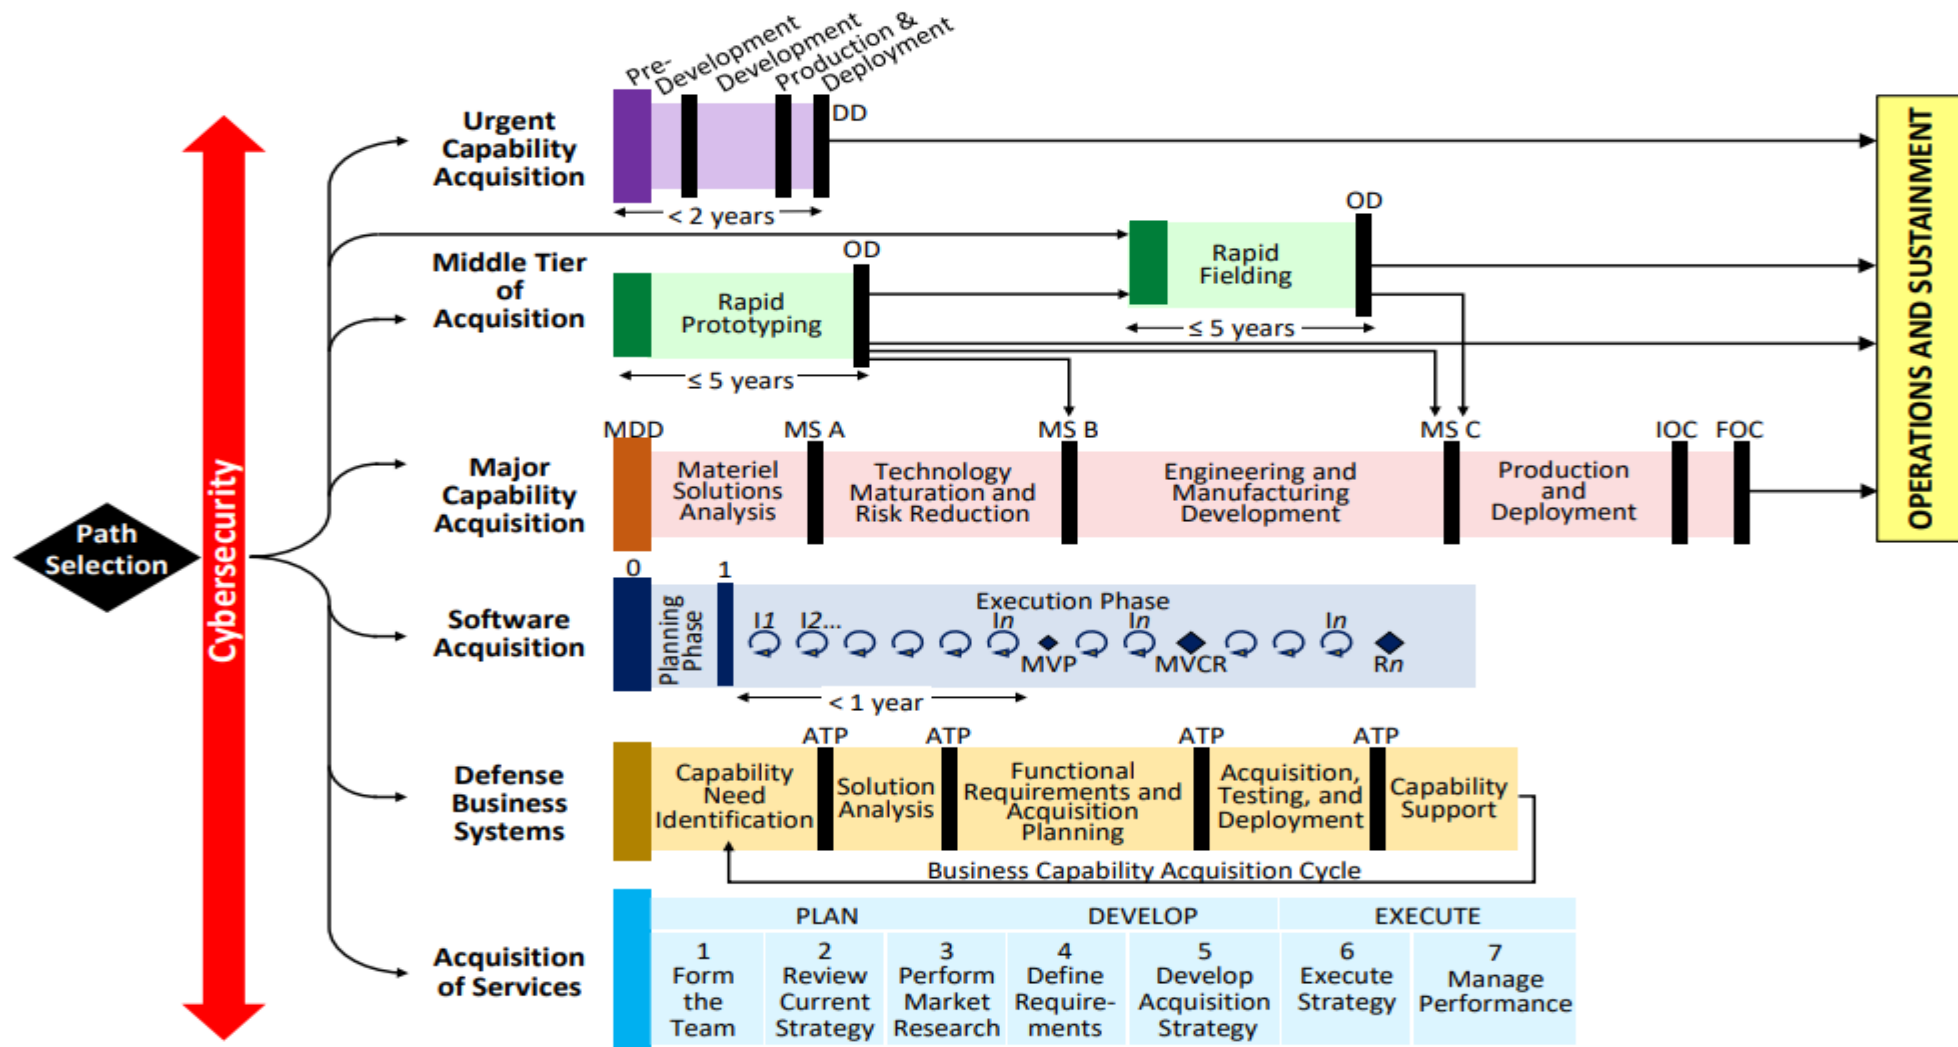 Pre-
Development
Development
Production &
Deployment
Urgent
Capability
Acquisition
DD
< 2 years
Middle Tier
of
Acquisition
OD
Rapid
Prototyping
≤ 5 years
OD
Rapid
Fielding
≤ 5 years
OPERATIONS AND SUSTAINMENT
Path
Selection
Cybersecurity
Major
Capability
Acquisition
MDD
MS A
MS B
MS C
IOC
FOC
Materiel
Solutions
Analysis
Technology
Maturation and
Risk Reduction
Engineering and
Manufacturing
Development
Production
and
Deployment
Software
Acquisition
0
1
Planning
Phase
Execution Phase
I1
I2...
In
In
In
MVP
MVCR
Rn
< 1 year
Defense
Business
Systems
ATP
ATP
ATP
ATP
Capability
Need
Identification
Solution
Analysis
Functional
Requirements and
Acquisition
Planning
Acquisition,
Testing, and
Deployment
Capability
Support
Business Capability Acquisition Cycle
Acquisition
of Services
PLAN
DEVELOP
EXECUTE
1
Form
the
Team
2
Review
Current
Strategy
3
Perform
Market
Research
4
Define
Require-
ments
5
Develop
Acquisition
Strategy
6
Execute
Strategy
7
Manage
Performance